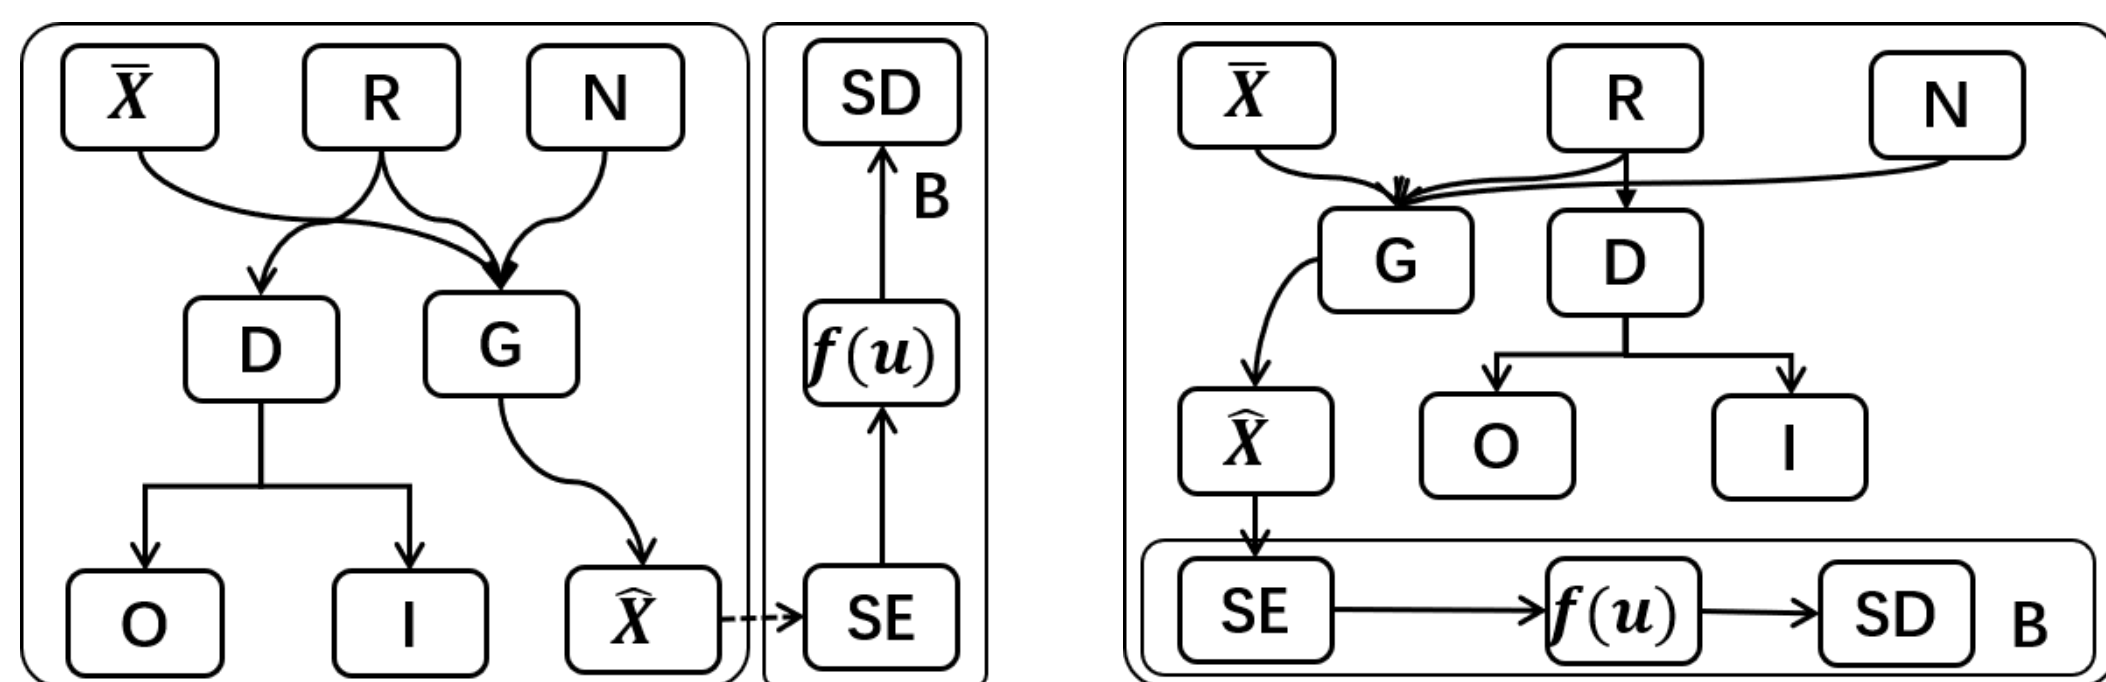 X̅ R N
SD
B
D G
f(u)
O I X̂
SE
X̅ R N
G D
X̂ O I
SE f(u) SD B